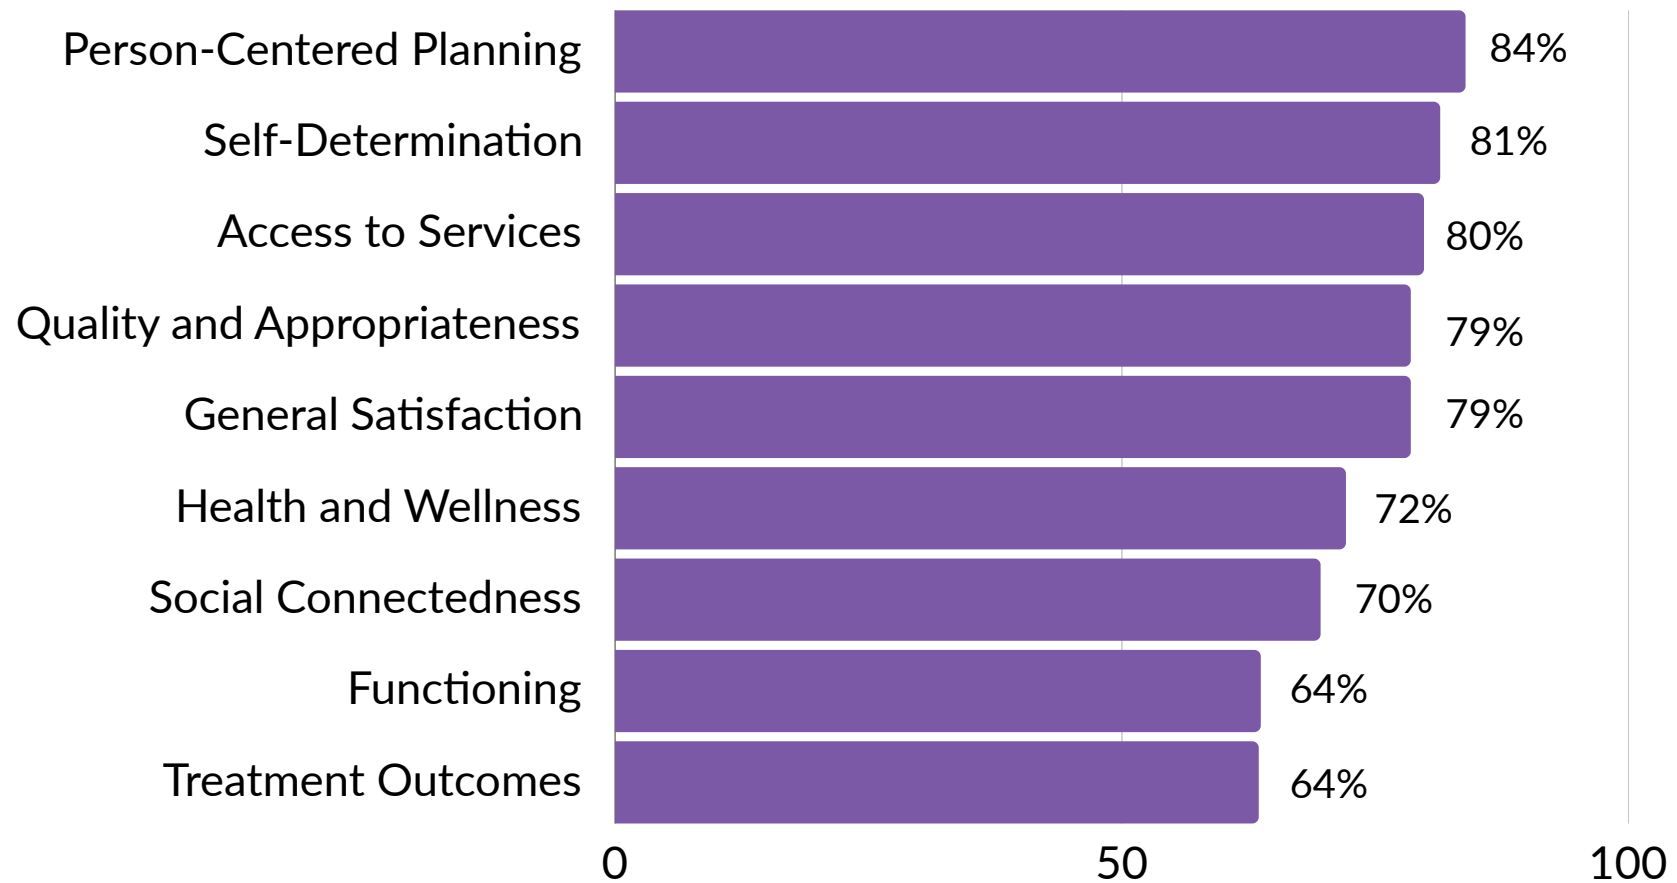 Person-Centered Planning 84%
Self-Determination 81%
Access to Services 80%
Quality and Appropriateness 79%
General Satisfaction 79%
Health and Wellness 72%
Social Connectedness 70%
Functioning 64%
Treatment Outcomes 64%
0 50 100